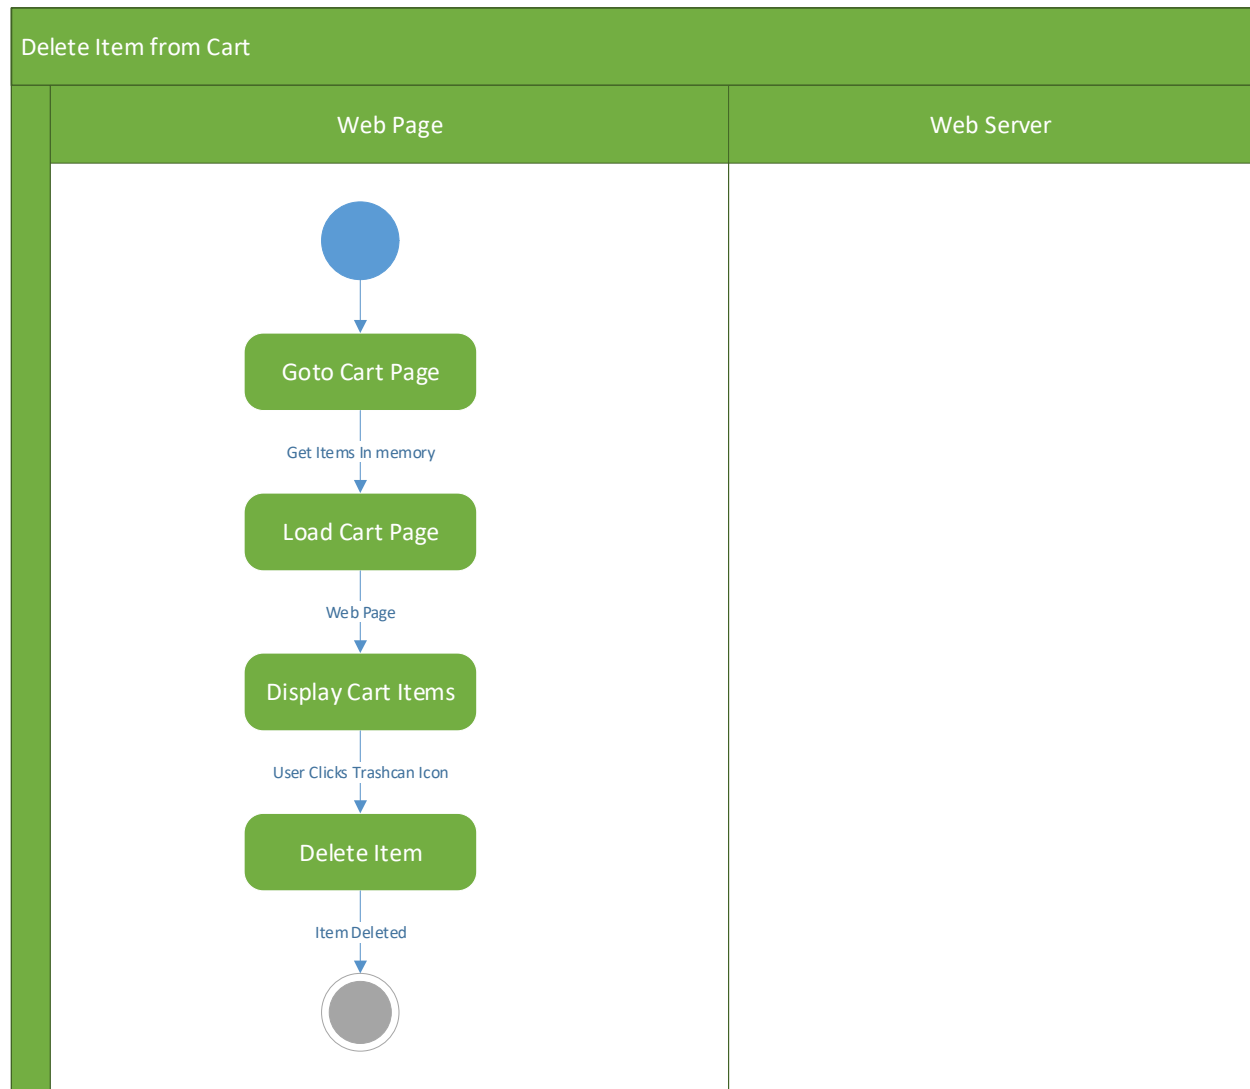 Delete Item from Cart
Web Page
Web Server
Goto Cart Page
Get Items In memory
Load Cart Page
Web Page
Display Cart Items
User Clicks Trashcan Icon
Delete Item
Item Deleted